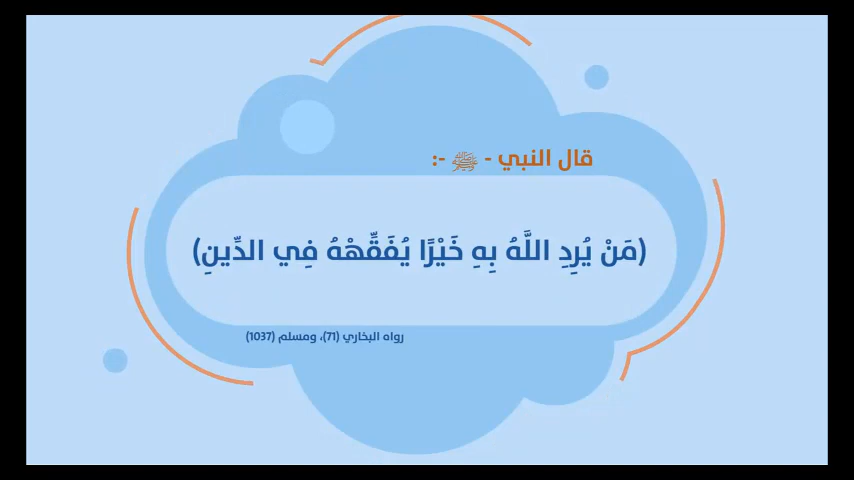 قال النبي - ﷺ -:
(مَنْ يُرِدِ اللَّهُ بِهِ خَيْرًا يُفَقِّهْهُ فِي الدِّينِ)
رواه البخاري (71)، ومسلم (1037)